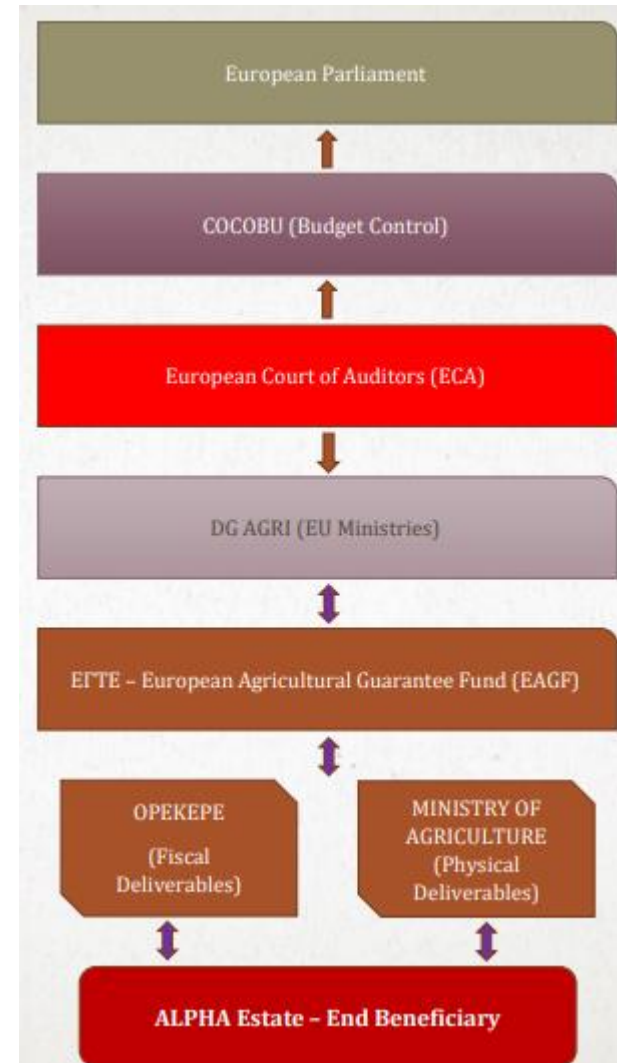 European Parliament
COCOBU (Budget Control)
European Court of Auditors (ECA)
DG AGRI (EU Ministries)
ΕΓΤΕ – European Agricultural Guarantee Fund (EAGF)
OPEKEPE
(Fiscal
Deliverables)
MINISTRY OF
AGRICULTURE
(Physical
Deliverables)
ALPHA Estate – End Beneficiary